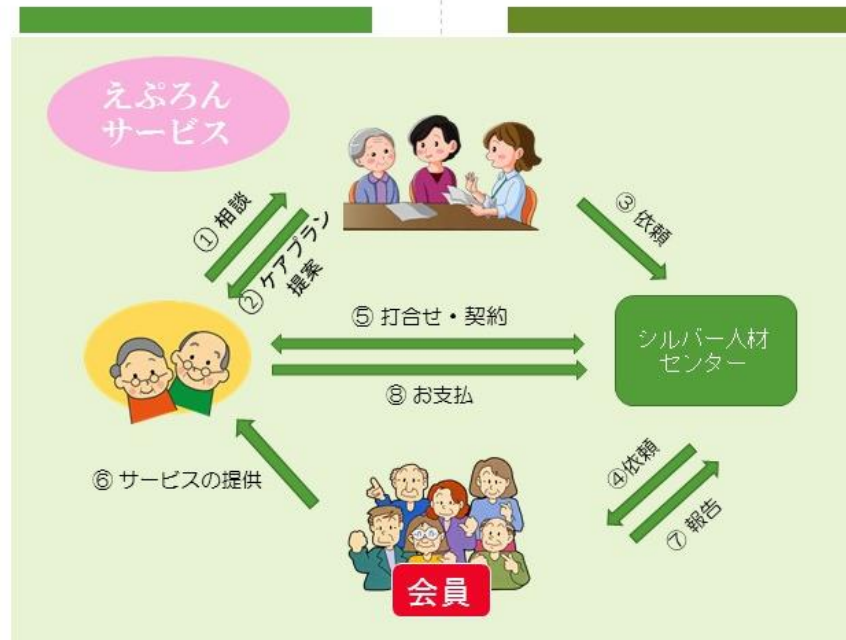 えぷろん
サービス
① 相談
② ケアプラン
提案
③ 依頼
⑤ 打合せ・契約
シルバー人材
センター
⑧ お支払
⑥ サービスの提供
④依頼
⑦ 報告
会員